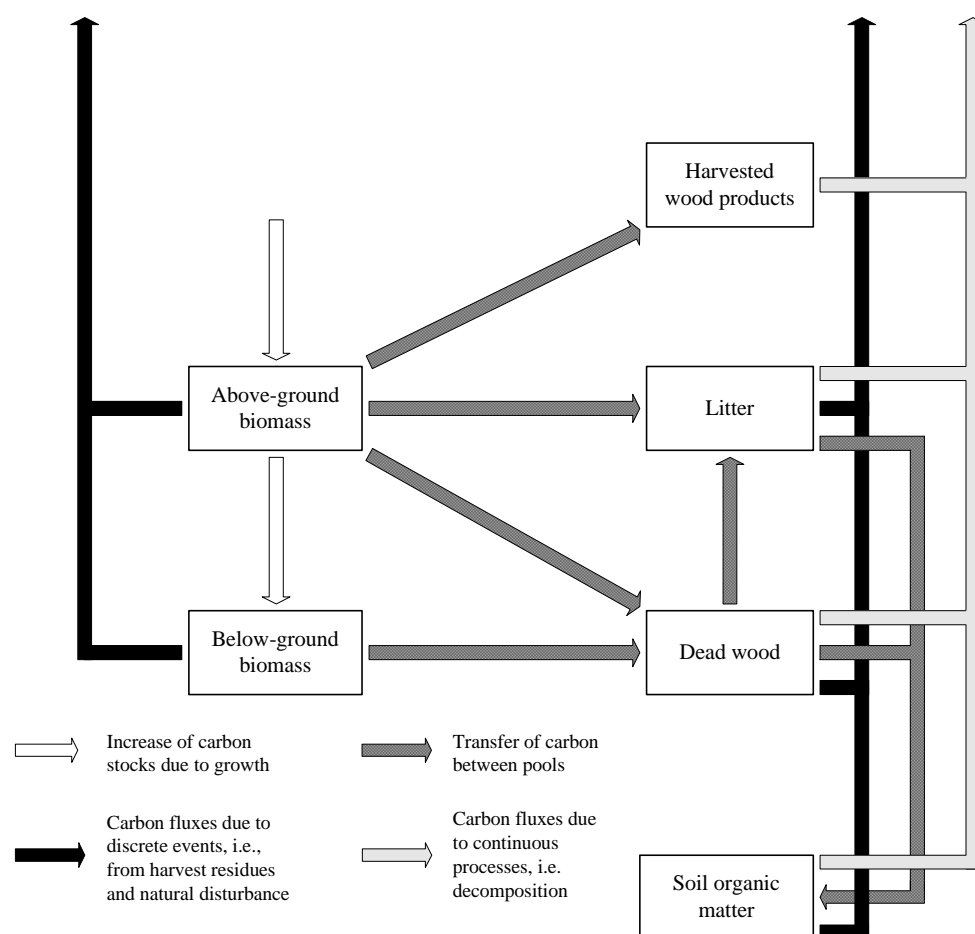 Harvested
wood products
Above-ground
biomass
Litter
Below-ground
biomass
Dead wood
Increase of carbon
stocks due to growth
Transfer of carbon
between pools
Carbon fluxes due to
discrete events, i.e.,
from harvest residues
and natural disturbance
Carbon fluxes due
to continuous
processes, i.e.
decomposition
Soil organic
matter